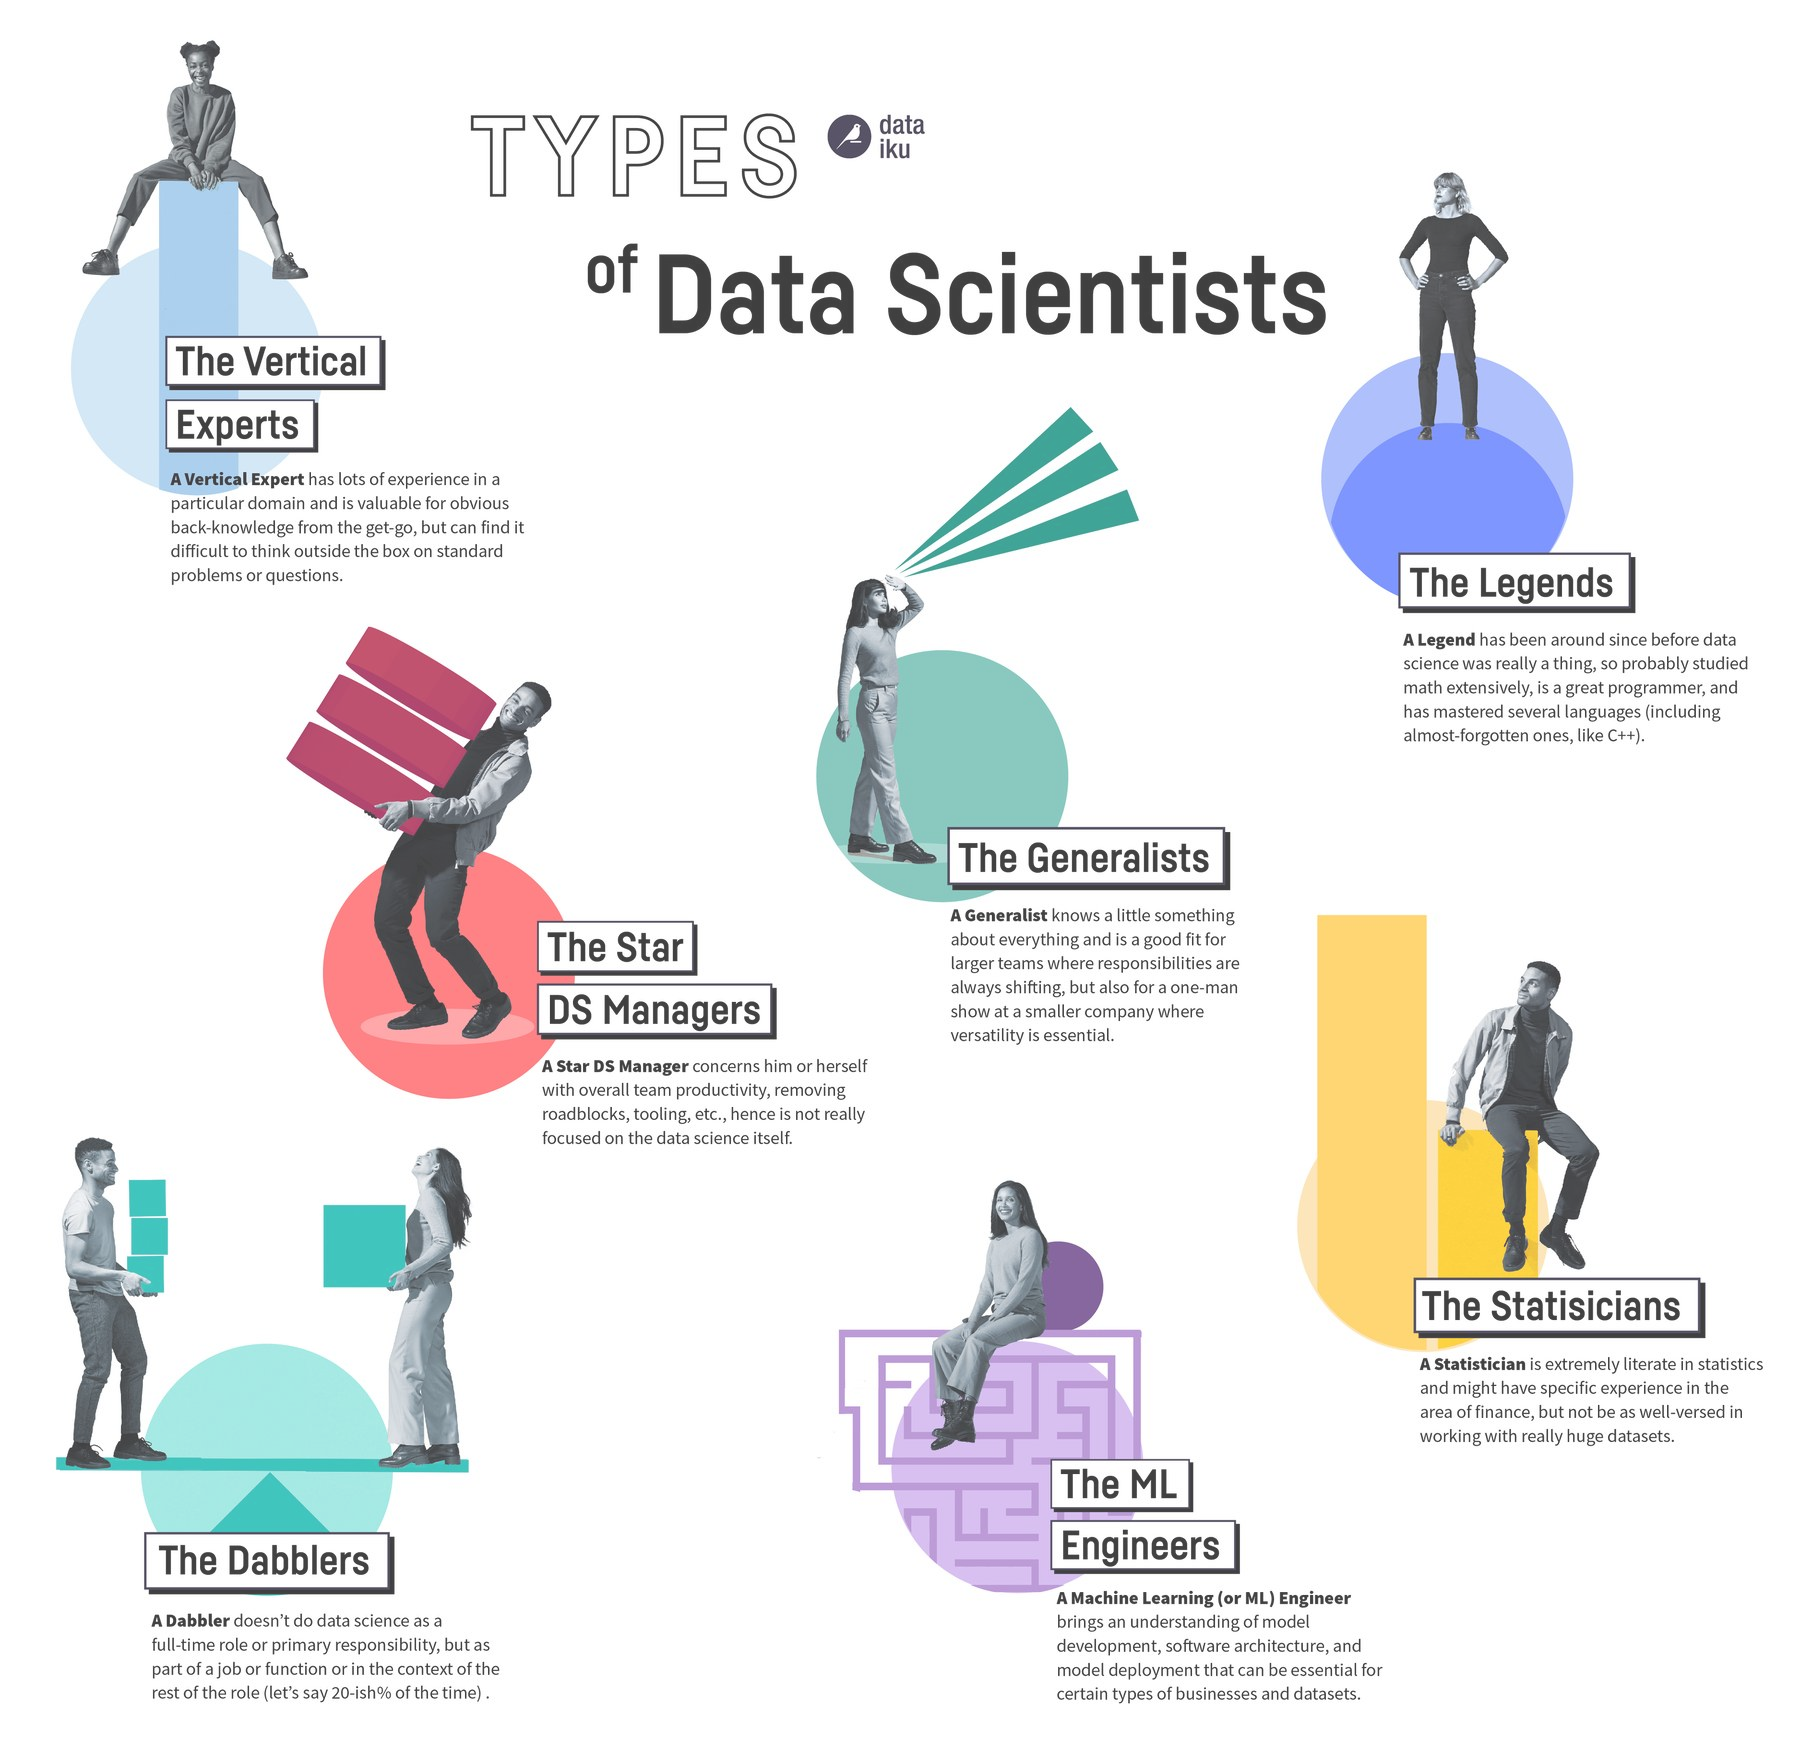 TYPES
data
iku
of Data Scientists
The Vertical
Experts
A Vertical Expert has lots of experience in a
particular domain and is valuable for obvious
back-knowledge from the get-go, but can find it
difficult to think outside the box on standard
problems or questions.
The Legends
A Legend has been around since before data
science was really a thing, so probably studied
math extensively, is a great programmer, and
has mastered several languages (including
almost-forgotten ones, like C++).
The Generalists
A Generalist knows a little something
about everything and is a good fit for
larger teams where responsibilities are
always shifting, but also for a one-man
show at a smaller company where
versatility is essential.
The Star
DS Managers
A Star DS Manager concerns him or herself
with overall team productivity, removing
roadblocks, tooling, etc., hence is not really
focused on the data science itself.
The Statisicians
A Statistician is extremely literate in statistics
and might have specific experience in the
area of finance, but not be as well-versed in
working with really huge datasets.
The Dabblers
A Dabbler doesn't do data science as a
full-time role or primary responsibility, but as
part of a job or function or in the context of the
rest of the role (let's say 20-ish% of the time) .
The ML
Engineers
A Machine Learning (or ML) Engineer
brings an understanding of model
development, software architecture, and
model deployment that can be essential for
certain types of businesses and datasets.